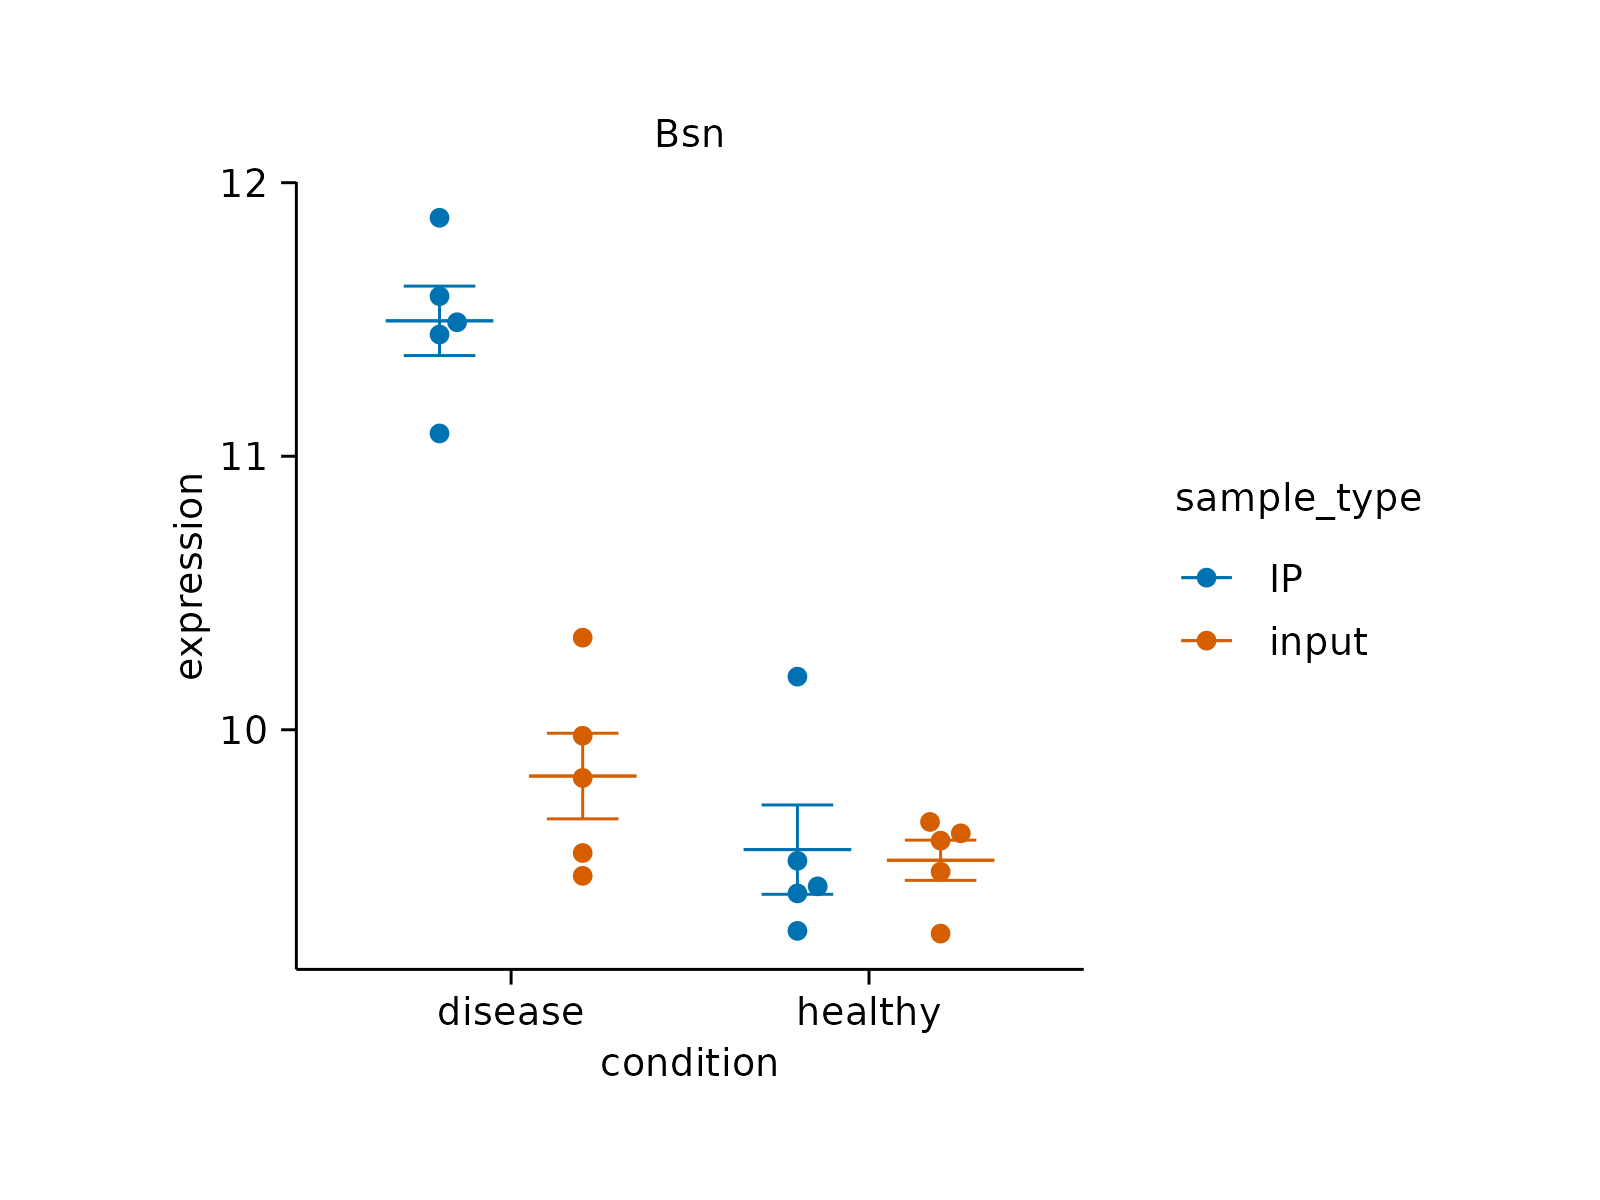 Bsn
12
11
10
expression
disease healthy
condition
sample_type
IP
input